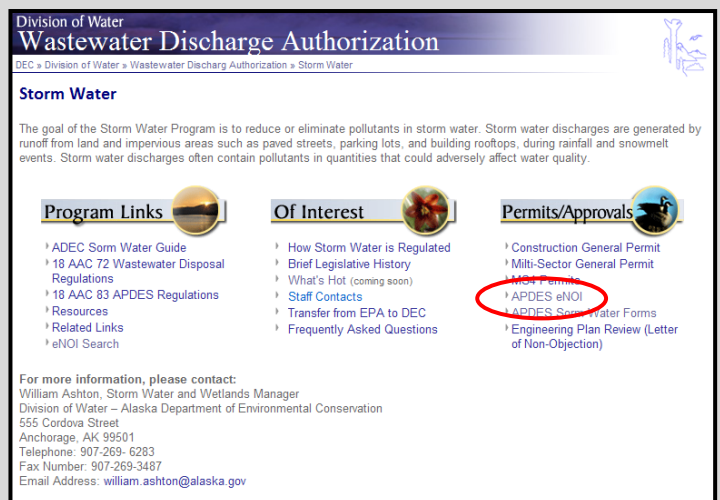 Division of Water
Wastewater Discharge Authorization
DEC » Division of Water » Wastewater Discharg Authorization » Storm Water
Storm Water
The goal of the Storm Water Program is to reduce or eliminate pollutants in storm water. Storm water discharges are generated by
runoff from land and impervious areas such as paved streets, parking lots, and building rooftops, during rainfall and snowmelt
events. Storm water discharges often contain pollutants in quantities that could adversely affect water quality.
Program Links
ADEC Sorm Water Guide
18 AAC 72 Wastewater Disposal
Regulations
18 AAC 83 APDES Regulations
Resources
Related Links
eNOI Search
Of Interest
How Storm Water is Regulated
Brief Legislative History
What's Hot (coming soon)
Staff Contacts
Transfer from EPA to DEC
Frequently Asked Questions
Permits/Approvals
Construction General Permit
Milti-Sector General Permit
MS4 Permits
APDES eNOI
APDES Sorm Water Forms
Engineering Plan Review (Letter
of Non-Objection)
For more information, please contact:
William Ashton, Storm Water and Wetlands Manager
Division of Water – Alaska Department of Environmental Conservation
555 Cordova Street
Anchorage, AK 99501
Telephone: 907-269- 6283
Fax Number: 907-269-3487
Email Address: william.ashton@alaska.gov